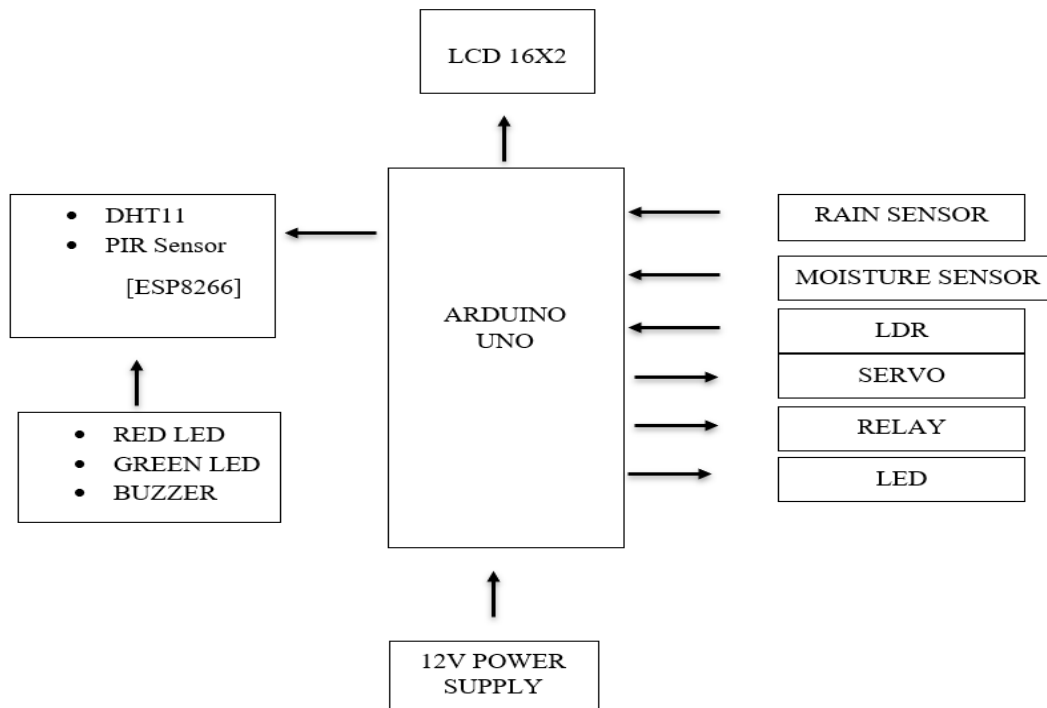 LCD 16X2
• DHT11
• PIR Sensor
[ESP8266]
• RED LED
• GREEN LED
• BUZZER
ARDUINO
UNO
RAIN SENSOR
MOISTURE SENSOR
LDR
SERVO
RELAY
LED
12V POWER
SUPPLY